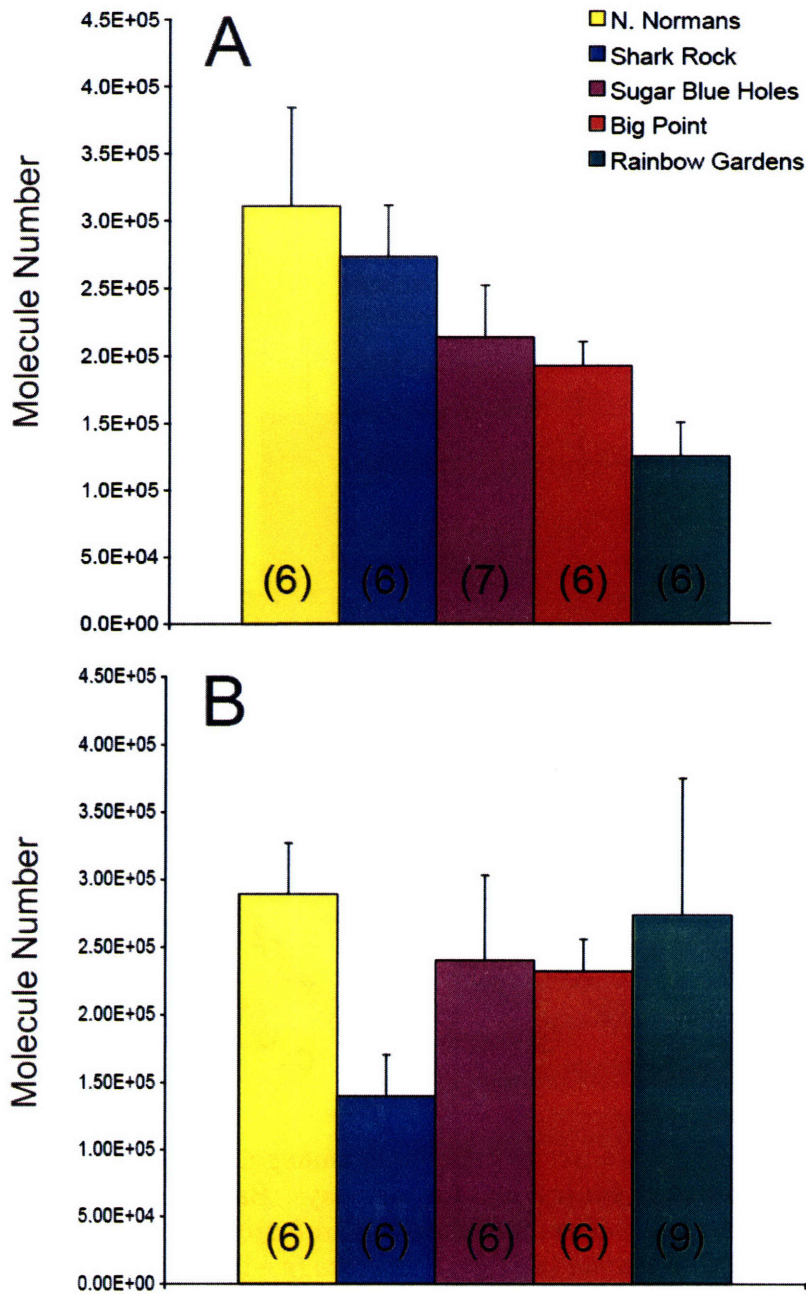 A
N. Normans
Shark Rock
Sugar Blue Holes
Big Point
Rainbow Gardens
Molecule Number
4.5E+05
4.0E+05
3.5E+05
3.0E+05
2.5E+05
2.0E+05
1.5E+05
1.0E+05
5.0E+04
0.0E+00
(6) (6) (7) (6) (6)
B
Molecule Number
4.50E+05
4.00E+05
3.50E+05
3.00E+05
2.50E+05
2.00E+05
1.50E+05
1.00E+05
5.00E+04
0.00E+00
(6) (6) (6) (6) (9)